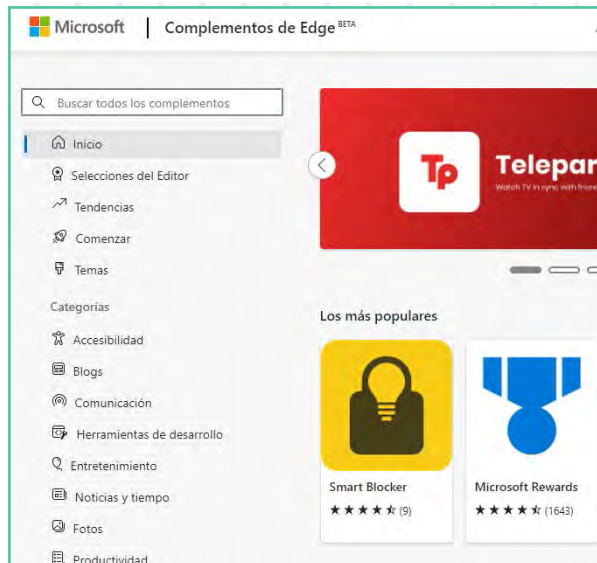 Microsoft | Complementos de Edge BETA
Buscar todos los complementos
Inicio
Selecciones del Editor
Tendencias
Comenzar
Temas
Categorías
Accesibilidad
Blogs
Comunicación
Herramientas de desarrollo
Entretenimiento
Noticias y tiempo
Fotos
Productividad
Tp
Telepar
Watch TV in sync with frien
Los más populares
Smart Blocker
★★★★☆ (9)
Microsoft Rewards
★★★★☆ (1643)